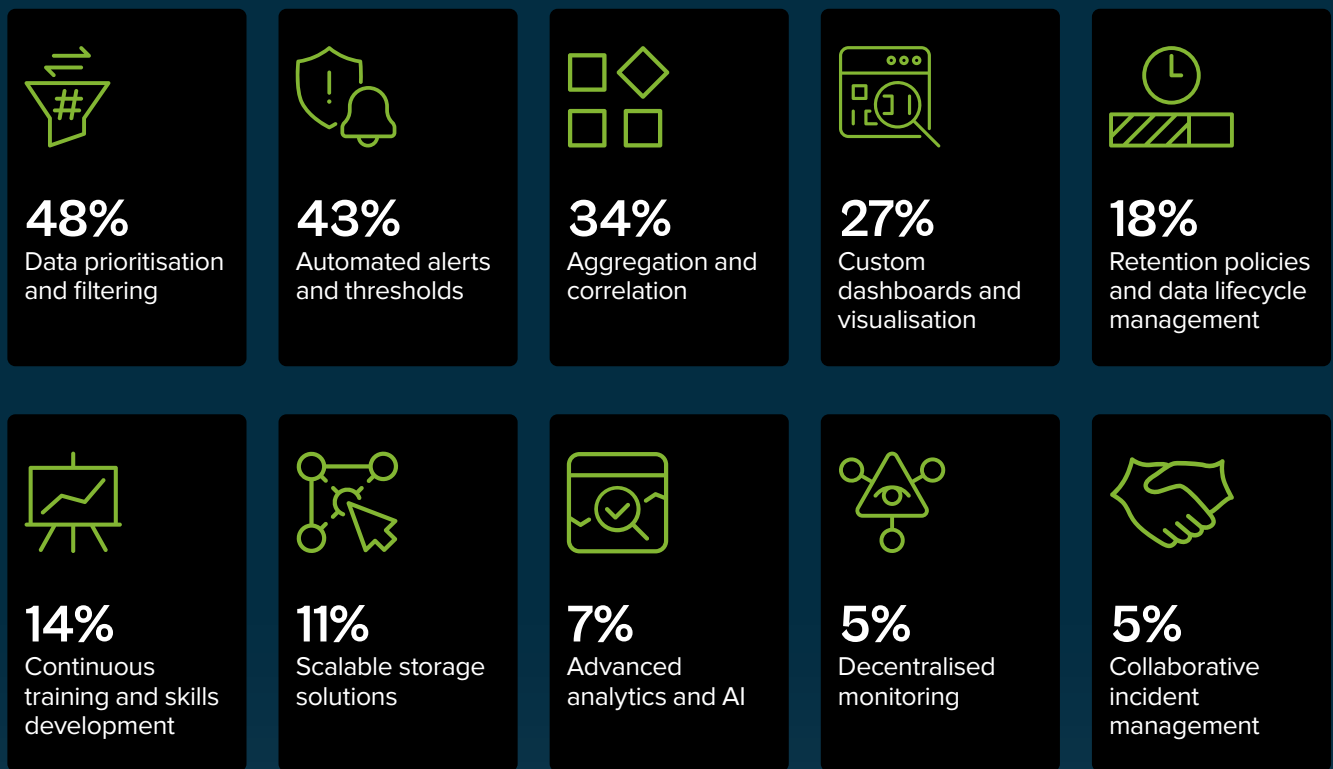 48%
Data prioritisation
and filtering
43%
Automated alerts
and thresholds
34%
Aggregation and
correlation
27%
Custom
dashboards and
visualisation
18%
Retention policies
and data lifecycle
management
14%
Continuous
training and skills
development
11%
Scalable storage
solutions
7%
Advanced
analytics and AI
5%
Decentralised
monitoring
5%
Collaborative
incident
management